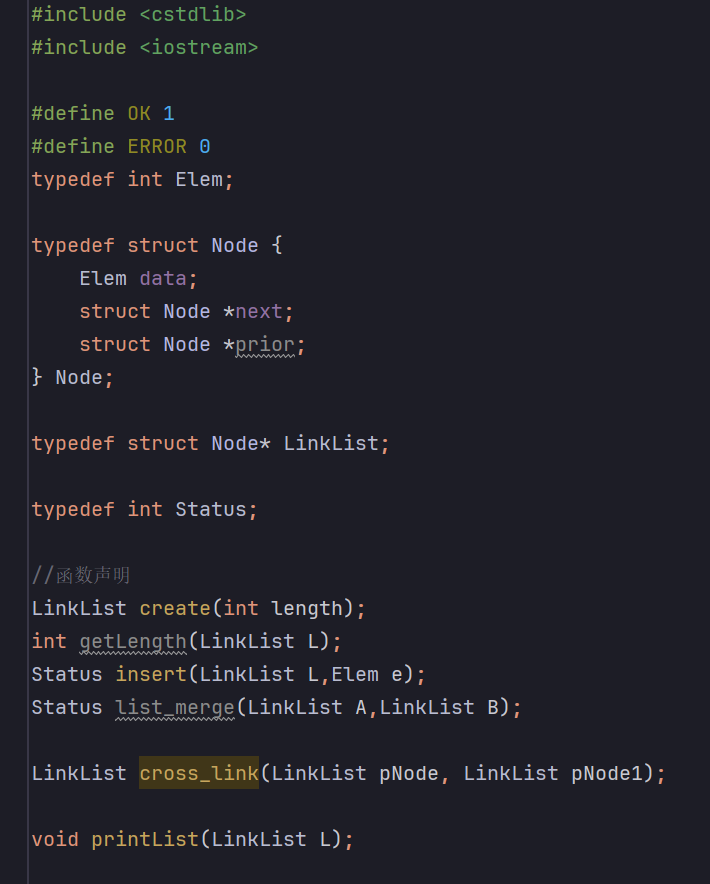 #include <cstdlib>
#include <iostream>
#define OK 1
#define ERROR 0
typedef int Elem;
typedef struct Node {
    Elem data;
    struct Node *next;
    struct Node *prior;
} Node;
typedef struct Node* LinkList;
typedef int Status;
//函数声明
LinkList create(int length);
int getLength(LinkList L);
Status insert(LinkList L,Elem e);
Status list_merge(LinkList A,LinkList B);
LinkList cross_link(LinkList pNode, LinkList pNode1);
void printList(LinkList L);